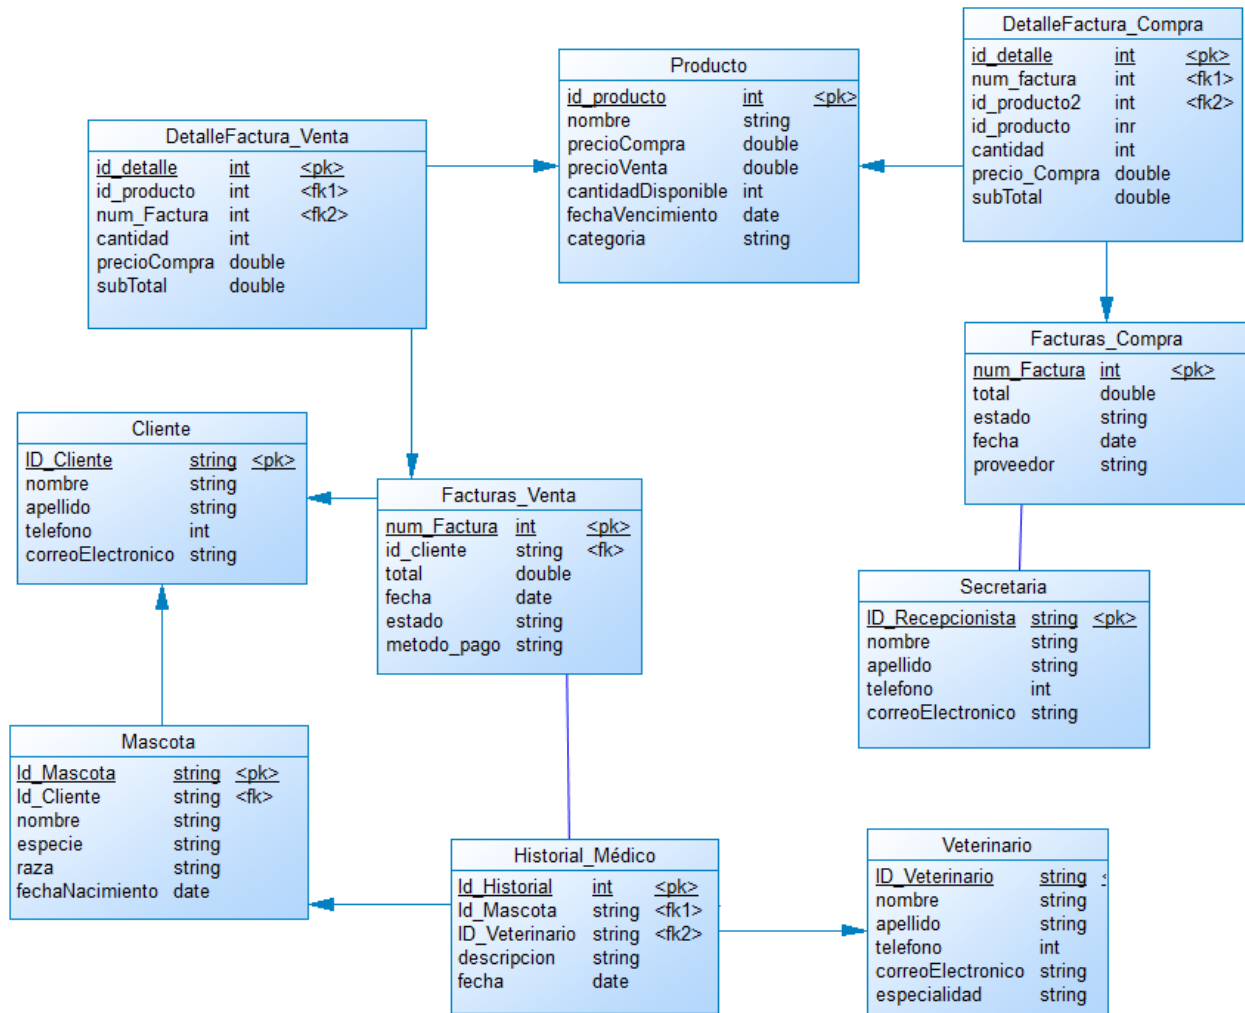 DetalleFactura_Compra
id_detalle int <pk>
num_factura int <fk1>
id_producto2 int <fk2>
id_producto inr
cantidad int
precio_Compra double
subTotal double
Producto
id_producto int <pk>
nombre string
precioCompra double
precioVenta double
cantidadDisponible int
fechaVencimiento date
categoria string
DetalleFactura_Venta
id_detalle int <pk>
id_producto int <fk1>
num_Factura int <fk2>
cantidad int
precioCompra double
subTotal double
Facturas_Compra
num_Factura int <pk>
total double
estado string
fecha date
proveedor string
Cliente
ID_Cliente string <pk>
nombre string
apellido string
telefono int
correoElectronico string
Facturas_Venta
num_Factura int <pk>
id_cliente string <fk>
total double
fecha date
estado string
metodo_pago string
Secretaria
ID_Recepcionista string <pk>
nombre string
apellido string
telefono int
correoElectronico string
Mascota
Id_Mascota string <pk>
Id_Cliente string <fk>
nombre string
especie string
raza string
fechaNacimiento date
Historial_Médico
Id_Historial int <pk>
Id_Mascota string <fk1>
ID_Veterinario string <fk2>
descripcion string
fecha date
Veterinario
ID_Veterinario string <
nombre string
apellido string
telefono int
correoElectronico string
especialidad string